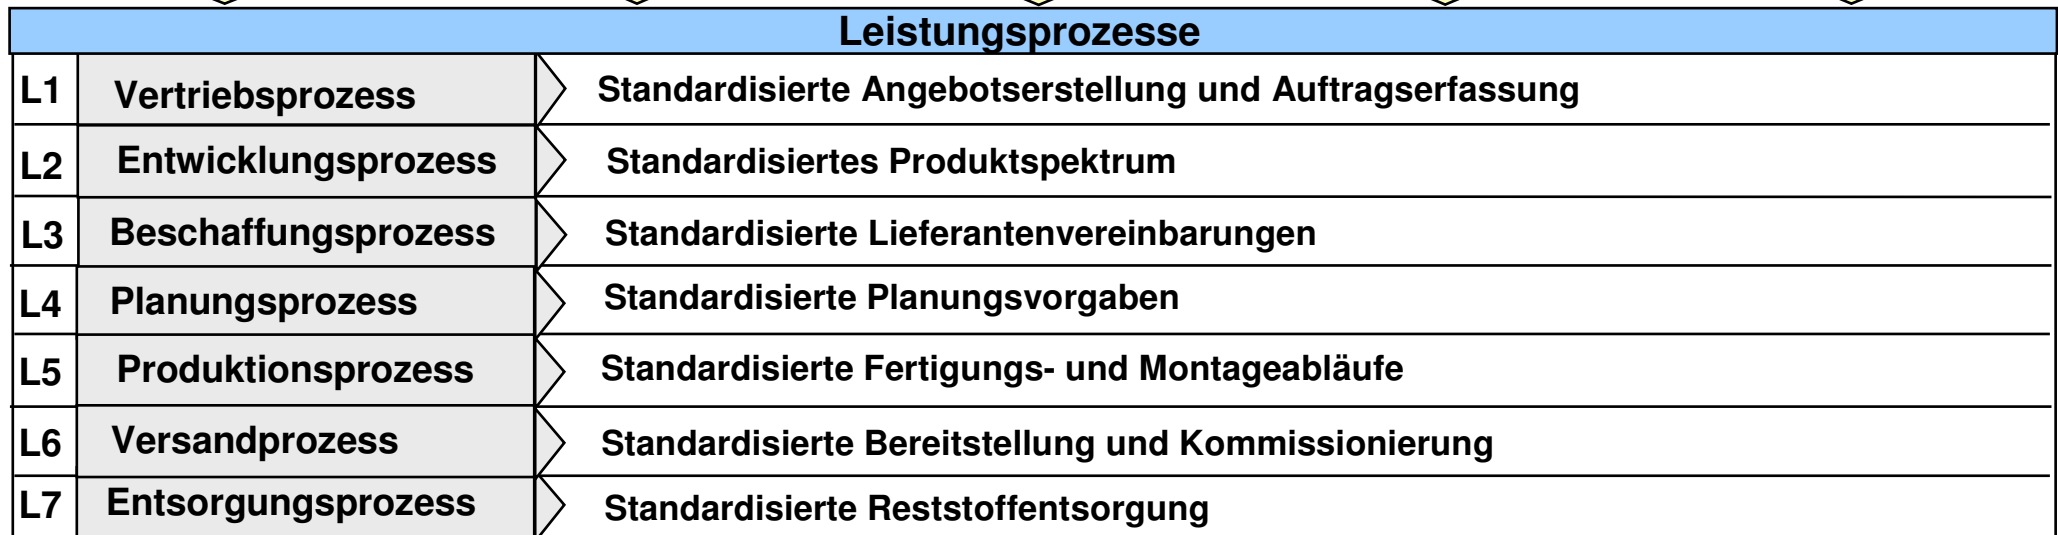 Leistungsprozesse
L1 Vertriebsprozess Standardisierte Angebotserstellung und Auftragserfassung
L2 Entwicklungsprozess Standardisiertes Produktspektrum
L3 Beschaffungsprozess Standardisierte Lieferantenvereinbarungen
L4 Planungsprozess Standardisierte Planungsvorgaben
L5 Produktionsprozess Standardisierte Fertigungs- und Montageabläufe
L6 Versandprozess Standardisierte Bereitstellung und Kommissionierung
L7 Entsorgungsprozess Standardisierte Reststoffentsorgung